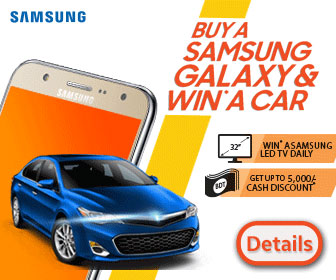 SAMSUNG
BUY A
SAMSUNG
GALAXY &
WIN* A CAR
SAMSUNG
32"
WIN* A SAMSUNG
LED TV DAILY
BDT
GET UP TO 5,000/-
CASH DISCOUNT*
Details